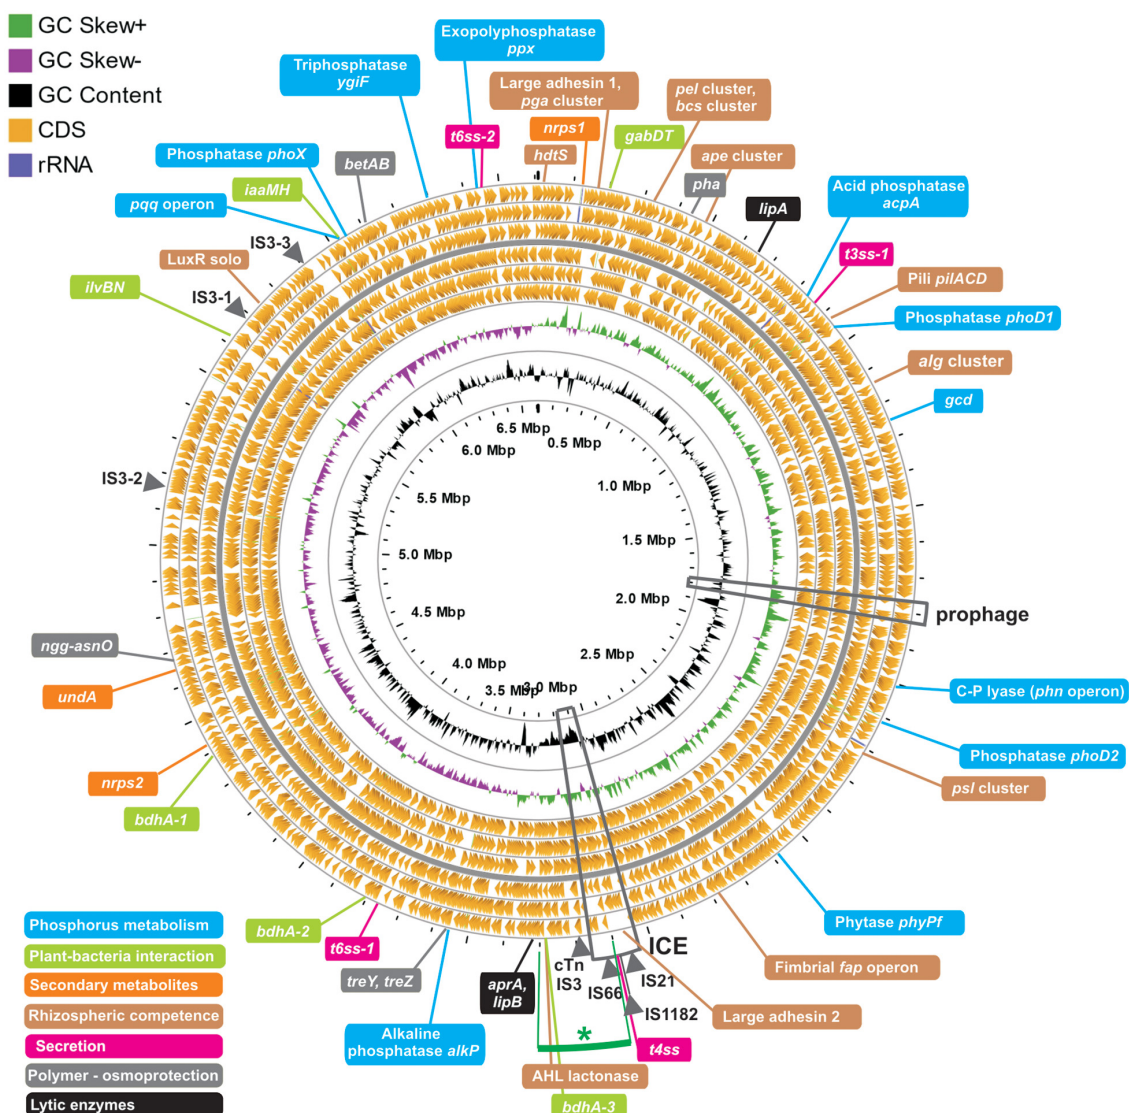 GC Skew+
GC Skew-
GC Content
CDS
rRNA
Exopolyphosphatase
ppx
Triphosphatase
ygiF
Large adhesin 1,
pga cluster
pel cluster,
bcs cluster
t6ss-2
nrps1
gabDT
hdtS
ape cluster
Phosphatase phoX
betAB
pha
iaaMH
pqq operon
lipA
Acid phosphatase
acpA
IS3-3
LuxR solo
t3ss-1
Pili pilACD
ilvBN
IS3-1
Phosphatase phoD1
alg cluster
gcd
IS3-2
6.5 Mbp
0.5 Mbp
6.0 Mbp
1.0 Mbp
5.5 Mbp
1.5 Mbp
5.0 Mbp
2.0 Mbp
4.5 Mbp
2.5 Mbp
4.0 Mbp
3.5 Mbp
3.0 Mbp
prophage
ngg-asnO
undA
C-P lyase (phn operon)
Phosphatase phoD2
nrps2
psl cluster
bdhA-1
Phytase phyPf
bdhA-2
t6ss-1
Fimbrial fap operon
treY, treZ
aprA,
lipB
cTn
IS3
ICE
IS66
IS21
IS1182
Large adhesin 2
Alkaline
phosphatase alkP
*
t4ss
AHL lactonase
bdhA-3
Phosphorus metabolism
Plant-bacteria interaction
Secondary metabolites
Rhizospheric competence
Secretion
Polymer - osmoprotection
Lytic enzymes